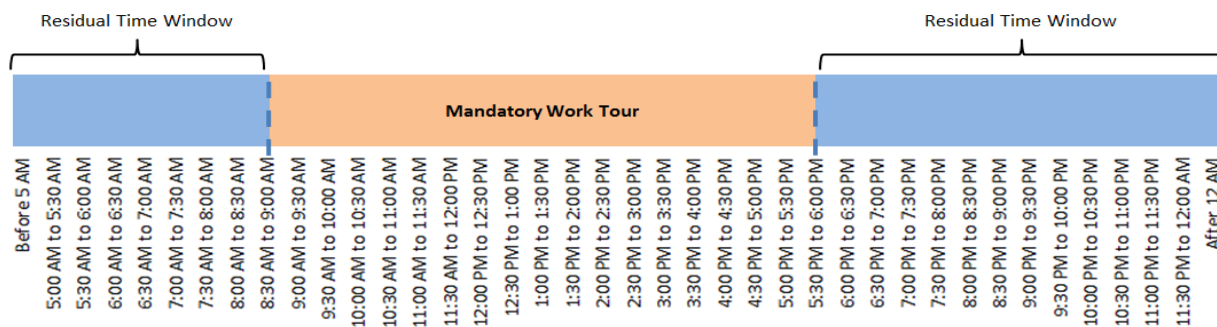 Residual Time Window
Residual Time Window
Mandatory Work Tour
Before 5 AM
5:00 AM to 5:30 AM
5:30 AM to 6:00 AM
6:00 AM to 6:30 AM
6:30 AM to 7:00 AM
7:00 AM to 7:30 AM
7:30 AM to 8:00 AM
8:00 AM to 8:30 AM
8:30 AM to 9:00 AM
9:00 AM to 9:30 AM
9:30 AM to 10:00 AM
10:00 AM to 10:30 AM
10:30 AM to 11:00 AM
11:00 AM to 11:30 AM
11:30 AM to 12:00 PM
12:00 PM to 12:30 PM
12:30 PM to 1:00 PM
1:00 PM to 1:30 PM
1:30 PM to 2:00 PM
2:00 PM to 2:30 PM
2:30 PM to 3:00 PM
3:00 PM to 3:30 PM
3:30 PM to 4:00 PM
4:00 PM to 4:30 PM
4:30 PM to 5:00 PM
5:00 PM to 5:30 PM
5:30 PM to 6:00 PM
6:00 PM to 6:30 PM
6:30 PM to 7:00 PM
7:00 PM to 7:30 PM
7:30 PM to 8:00 PM
8:00 PM to 8:30 PM
8:30 PM to 9:00 PM
9:00 PM to 9:30 PM
9:30 PM to 10:00 PM
10:00 PM to 10:30 PM
10:30 PM to 11:00 PM
11:00 PM to 11:30 PM
11:30 PM to 12:00 AM
After 12 AM